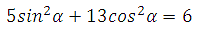 5sin²α + 13cos²α = 6